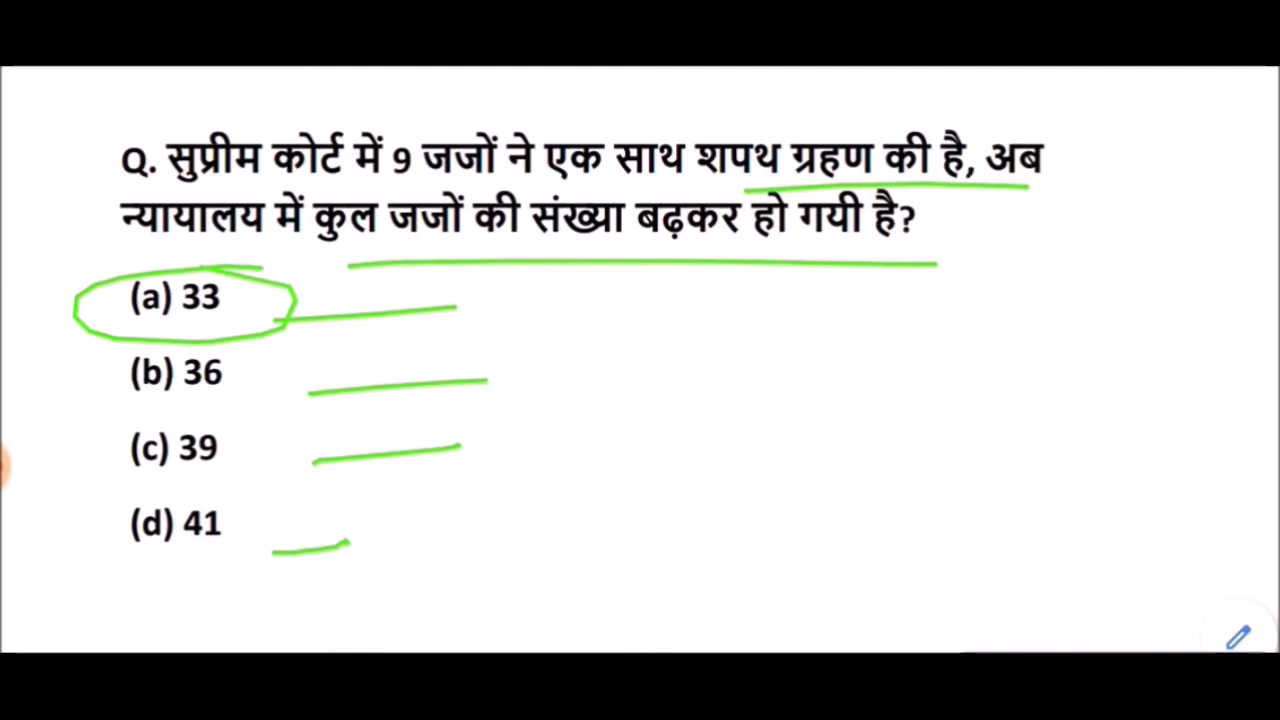 Q. सुप्रीम कोर्ट में 9 जजों ने एक साथ शपथ ग्रहण की है, अब
न्यायालय में कुल जजों की संख्या बढ़कर हो गयी है?
(a) 33
(b) 36
(c) 39
(d) 41